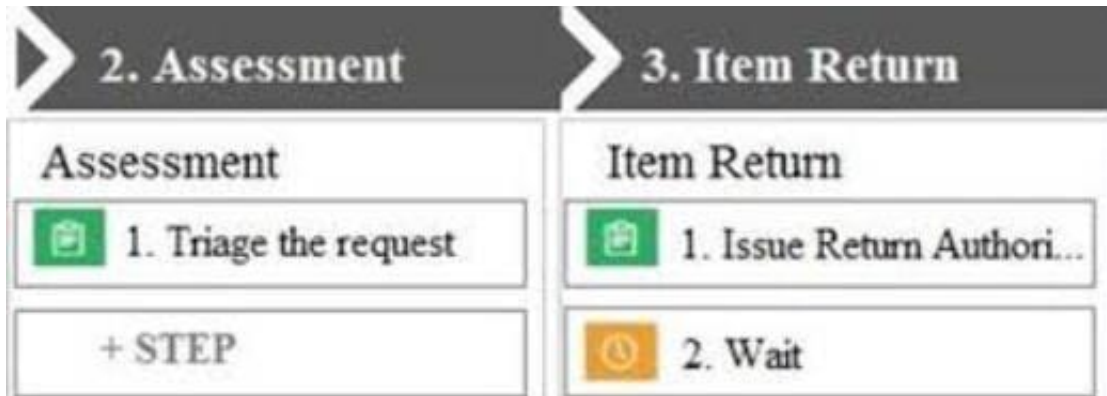 2. Assessment
3. Item Return
Assessment
1. Triage the request
+ STEP
Item Return
1. Issue Return Authori...
2. Wait